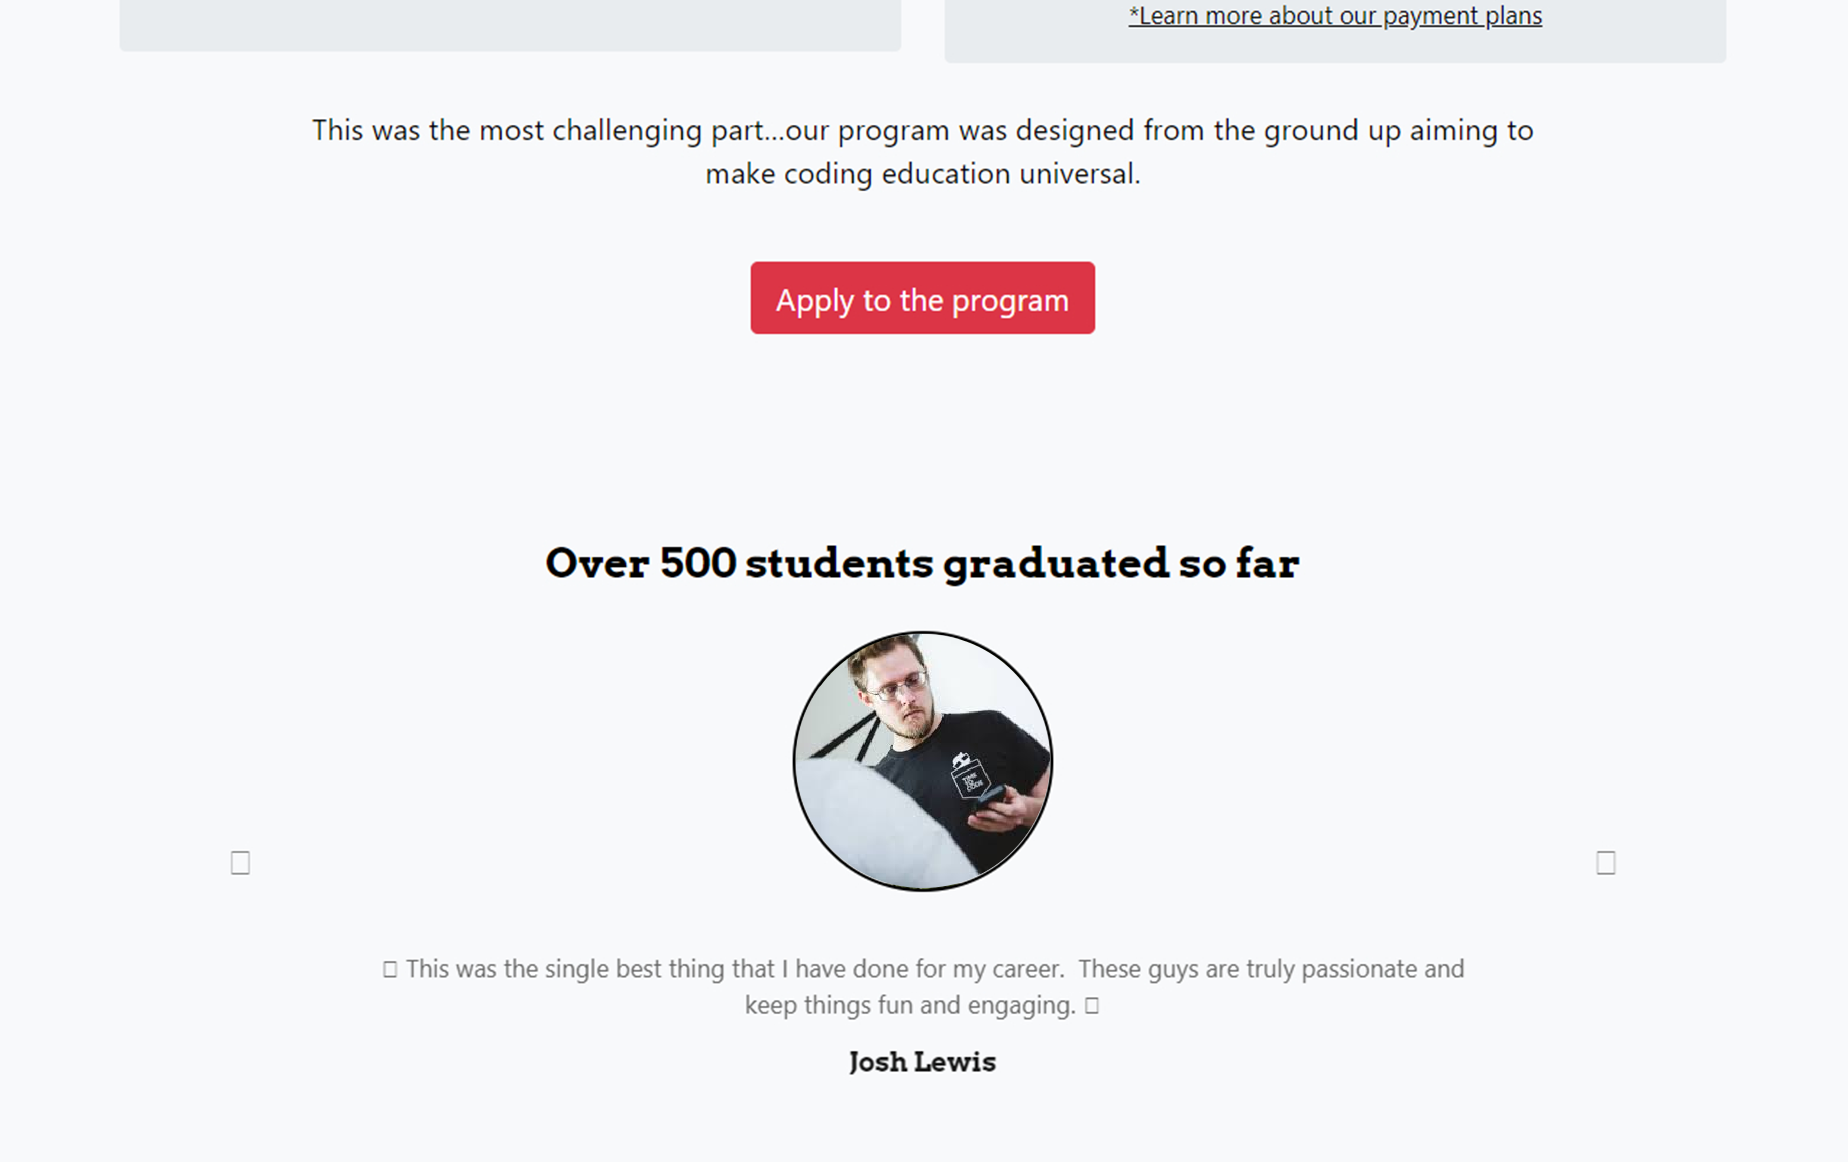 *Learn more about our payment plans
This was the most challenging part...our program was designed from the ground up aiming to
make coding education universal.
Apply to the program
Over 500 students graduated so far
This was the single best thing that I have done for my career.  These guys are truly passionate and
keep things fun and engaging.
Josh Lewis